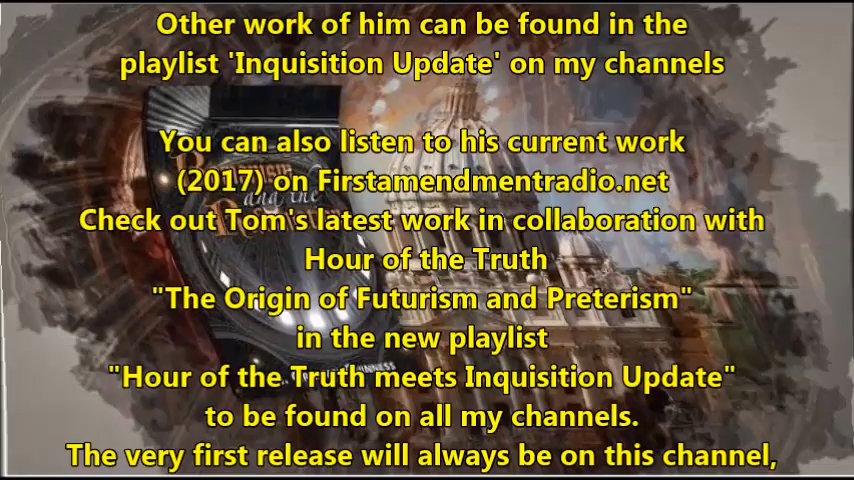 Other work of him can be found in the
playlist 'Inquisition Update' on my channels
You can also listen to his current work
(2017) on Firstamendmentradio.net
Check out Tom's latest work in collaboration with
Hour of the Truth
"The Origin of Futurism and Preterism"
in the new playlist
"Hour of the Truth meets Inquisition Update"
to be found on all my channels.
The very first release will always be on this channel,
and the